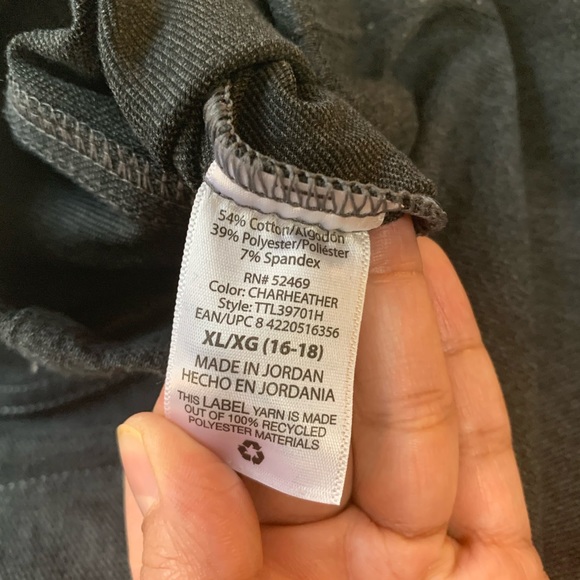 54% Cotton/Algodón
39% Polyester/Poliéster
7% Spandex
RN# 52469
Color: CHARHEATHER
Style: TTL39701H
EAN/UPC 8 4220516356
XL/XG (16-18)
MADE IN JORDAN
HECHO EN JORDANIA
THIS LABEL YARN IS MADE
OUT OF 100% RECYCLED
POLYESTER MATERIALS